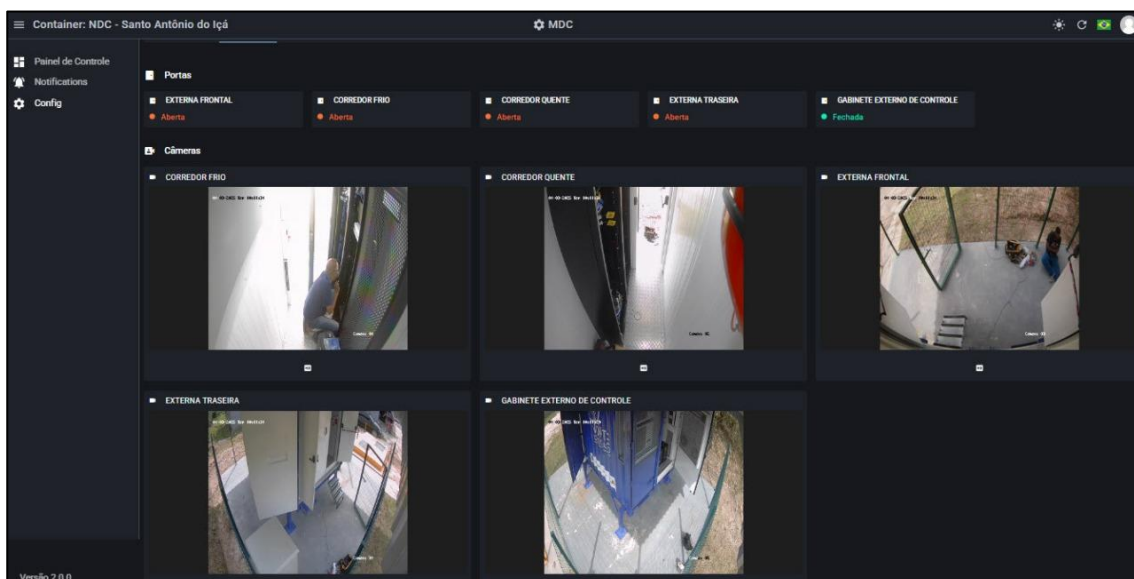 Container: NDC - Santo Antônio do Içá
MDC
Painel de Controle
Notifications
Config
Portas
EXTERNA FRONTAL
Aberta
CORREDOR FRIO
Aberta
CORREDOR QUENTE
Aberta
EXTERNA TRASEIRA
Aberta
GABINETE EXTERNO DE CONTROLE
Fechada
Câmeras
CORREDOR FRIO
CORREDOR QUENTE
EXTERNA FRONTAL
EXTERNA TRASEIRA
GABINETE EXTERNO DE CONTROLE
Versão 2.0.0